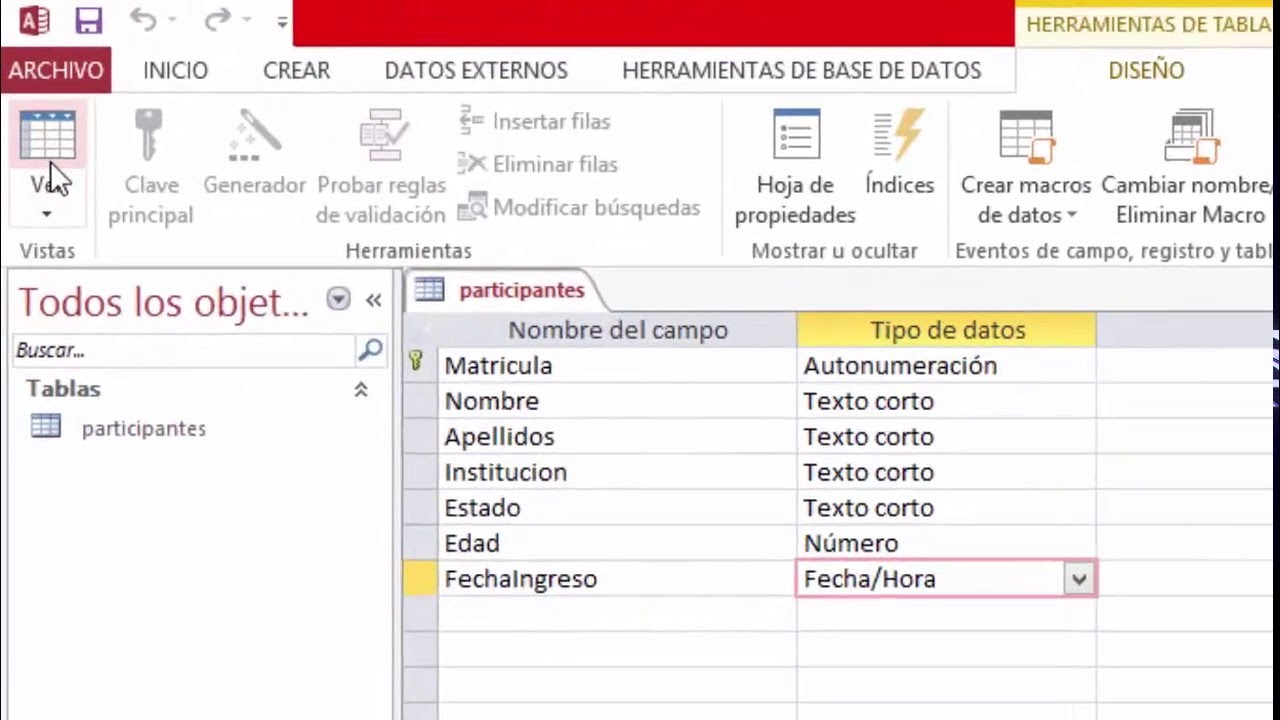 HERRAMIENTAS DE TABLA
ARCHIVO INICIO CREAR DATOS EXTERNOS HERRAMIENTAS DE BASE DE DATOS DISEÑO
Clave principal
Generador
Probar reglas de validación
Insertar filas
Eliminar filas
Modificar búsquedas
Hoja de propiedades
Índices
Crear macros de datos
Cambiar nombre/
Eliminar Macro
Vistas
Herramientas
Mostrar u ocultar
Eventos de campo, registro y tabl
Todos los objet...
Buscar...
Tablas
participantes
participantes
Nombre del campo Tipo de datos
Matricula Autonumeración
Nombre Texto corto
Apellidos Texto corto
Institucion Texto corto
Estado Texto corto
Edad Número
FechaIngreso Fecha/Hora